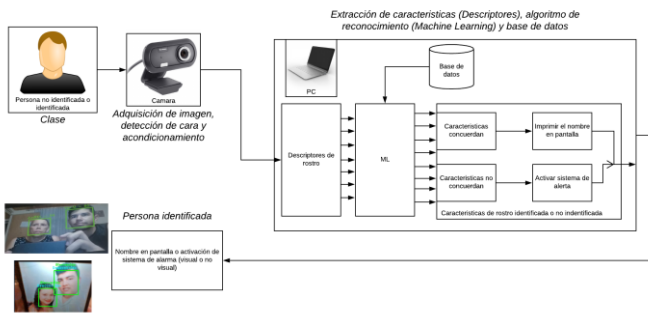 Extracción de caracteristicas (Descriptores), algoritmo de
reconocimiento (Machine Learning) y base de datos
Persona no identificada o
identificada
Clase
Camara
Adquisición de imagen,
detección de cara y
acondicionamiento
PC
Base de
datos
Descriptores de
rostro
ML
Caracteristicas
concuerdan
Imprimir el nombre
en pantalla
Caracteristicas no
concuerdan
Activar sistema de
alerta
Caracteristicas de rostro identificada o no indentificada
Persona identificada
Nombre en pantalla o activación de
sistema de alarma (visual o no
visual)